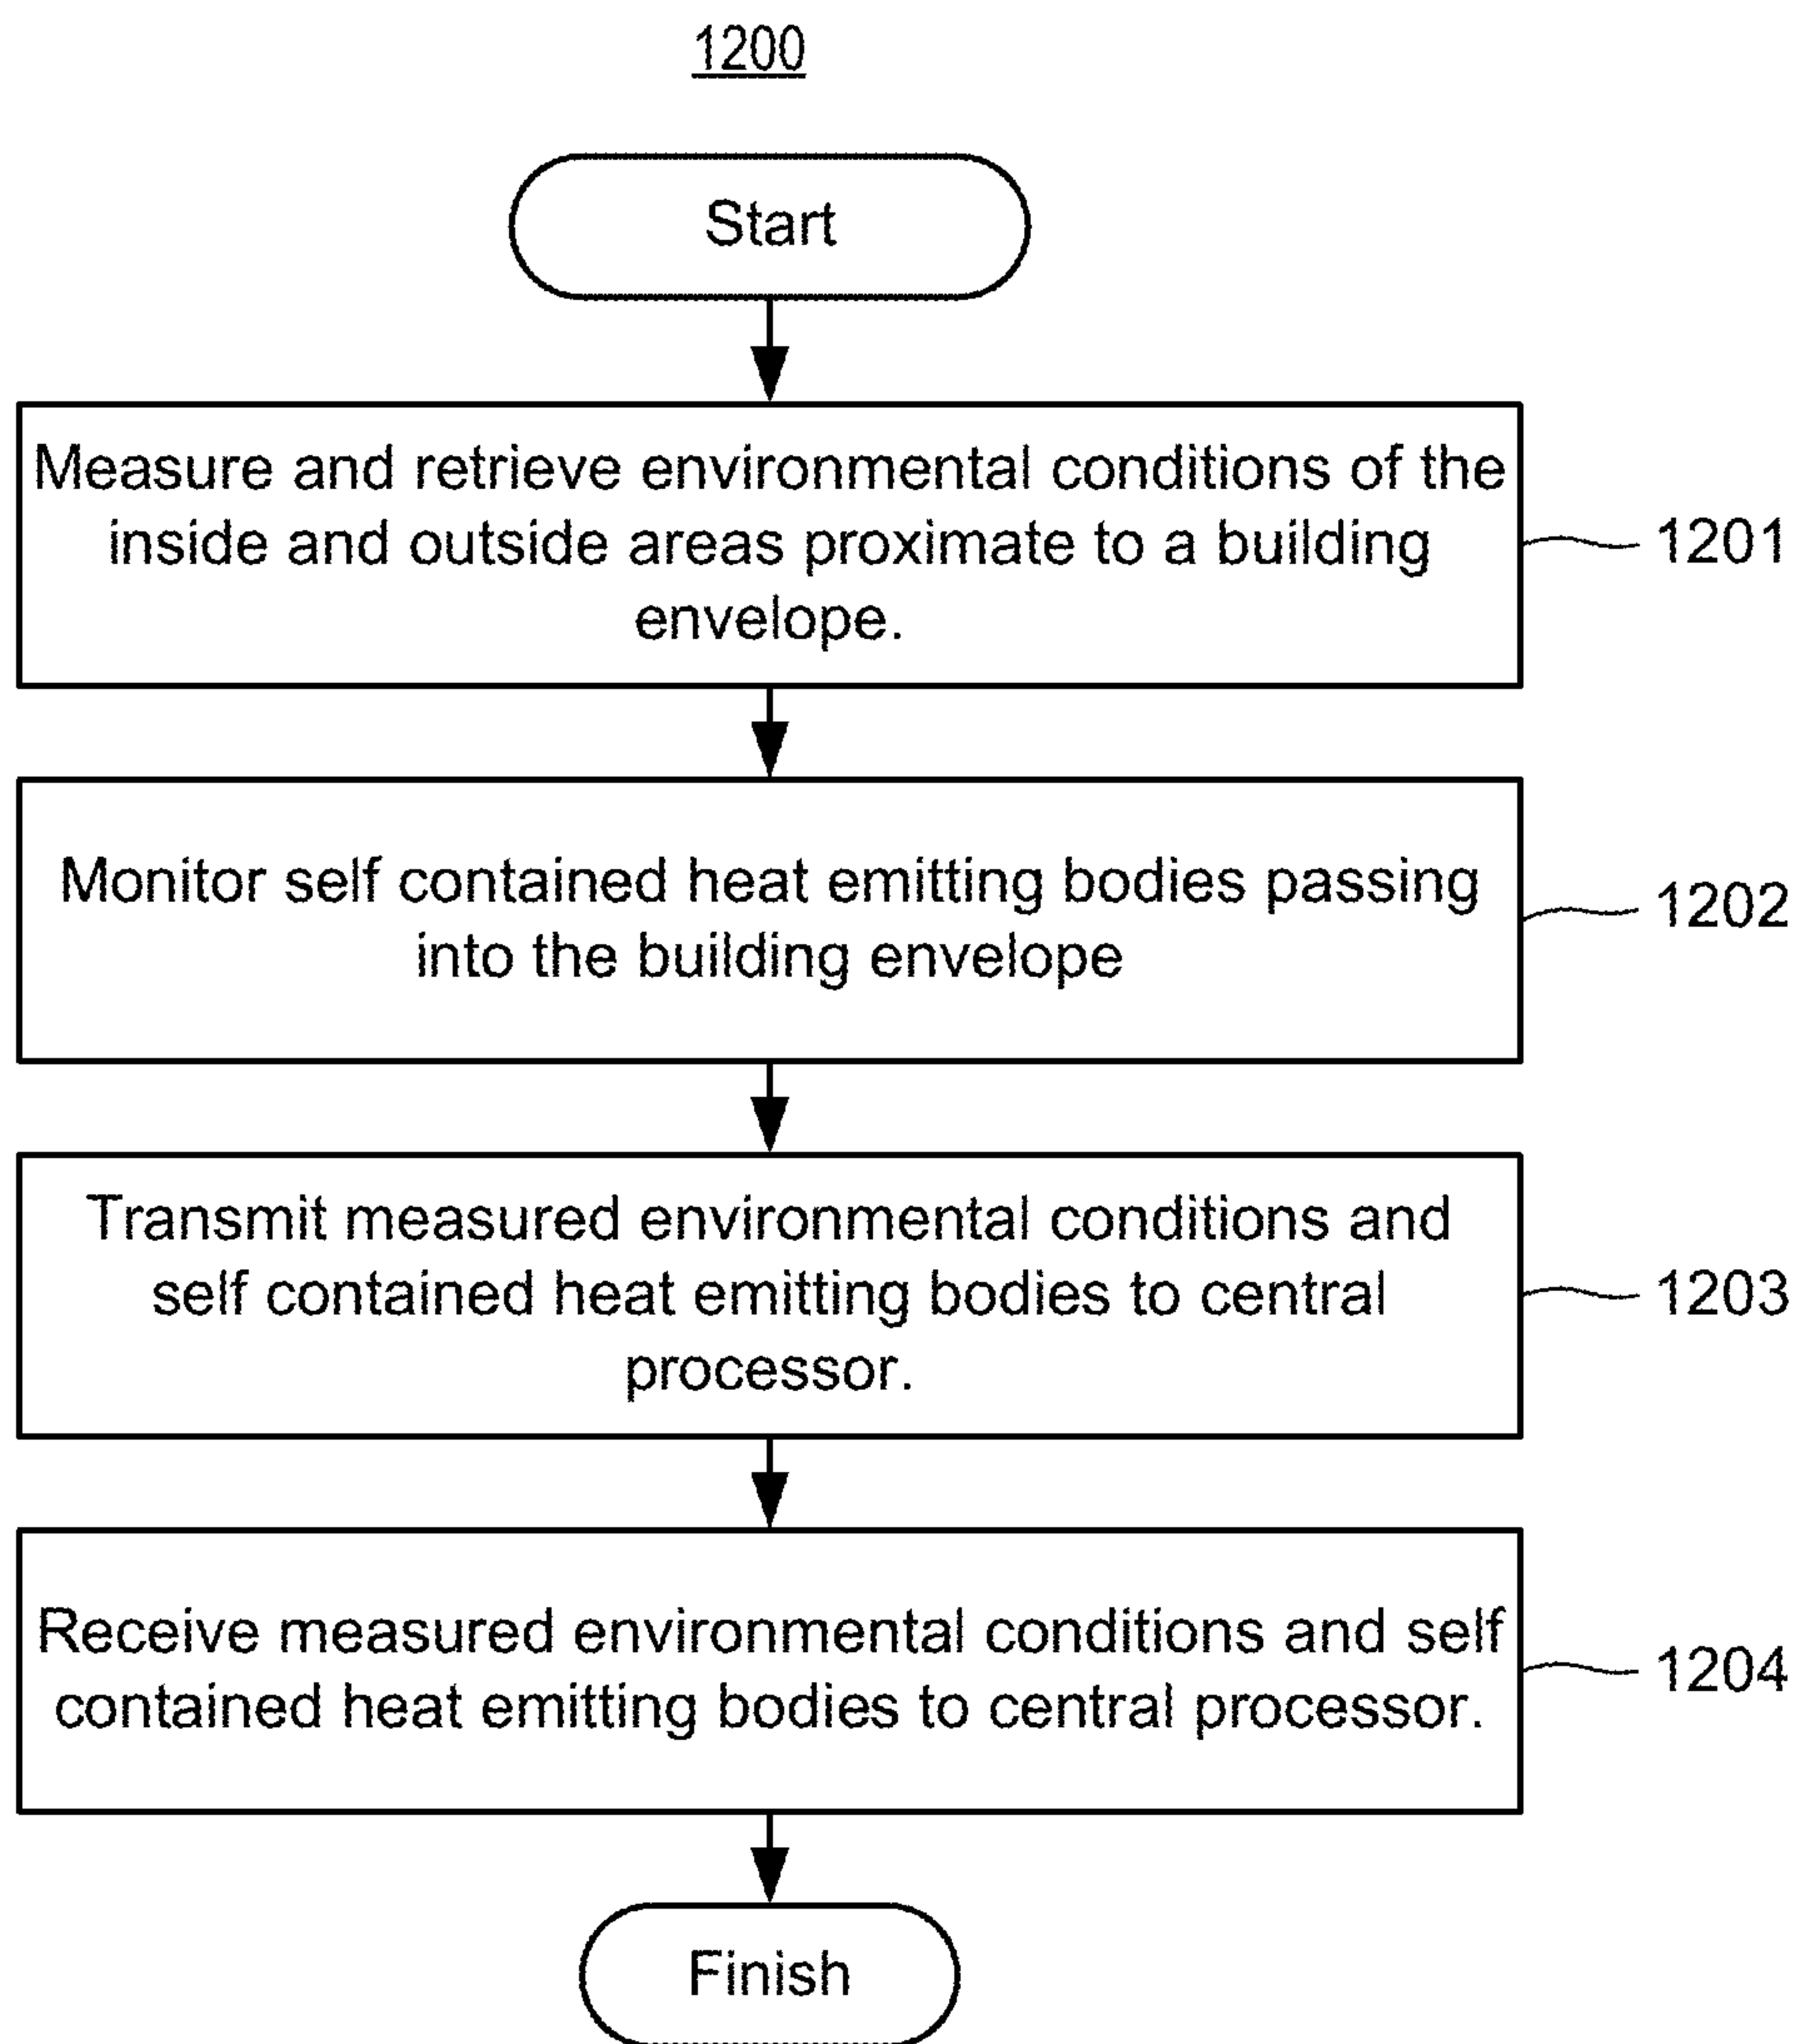 1200
Start
Measure and retrieve environmental conditions of the
inside and outside areas proximate to a building
envelope.
1201
Monitor self contained heat emitting bodies passing
into the building envelope
1202
Transmit measured environmental conditions and
self contained heat emitting bodies to central
processor.
1203
Receive measured environmental conditions and self
contained heat emitting bodies to central processor.
1204
Finish